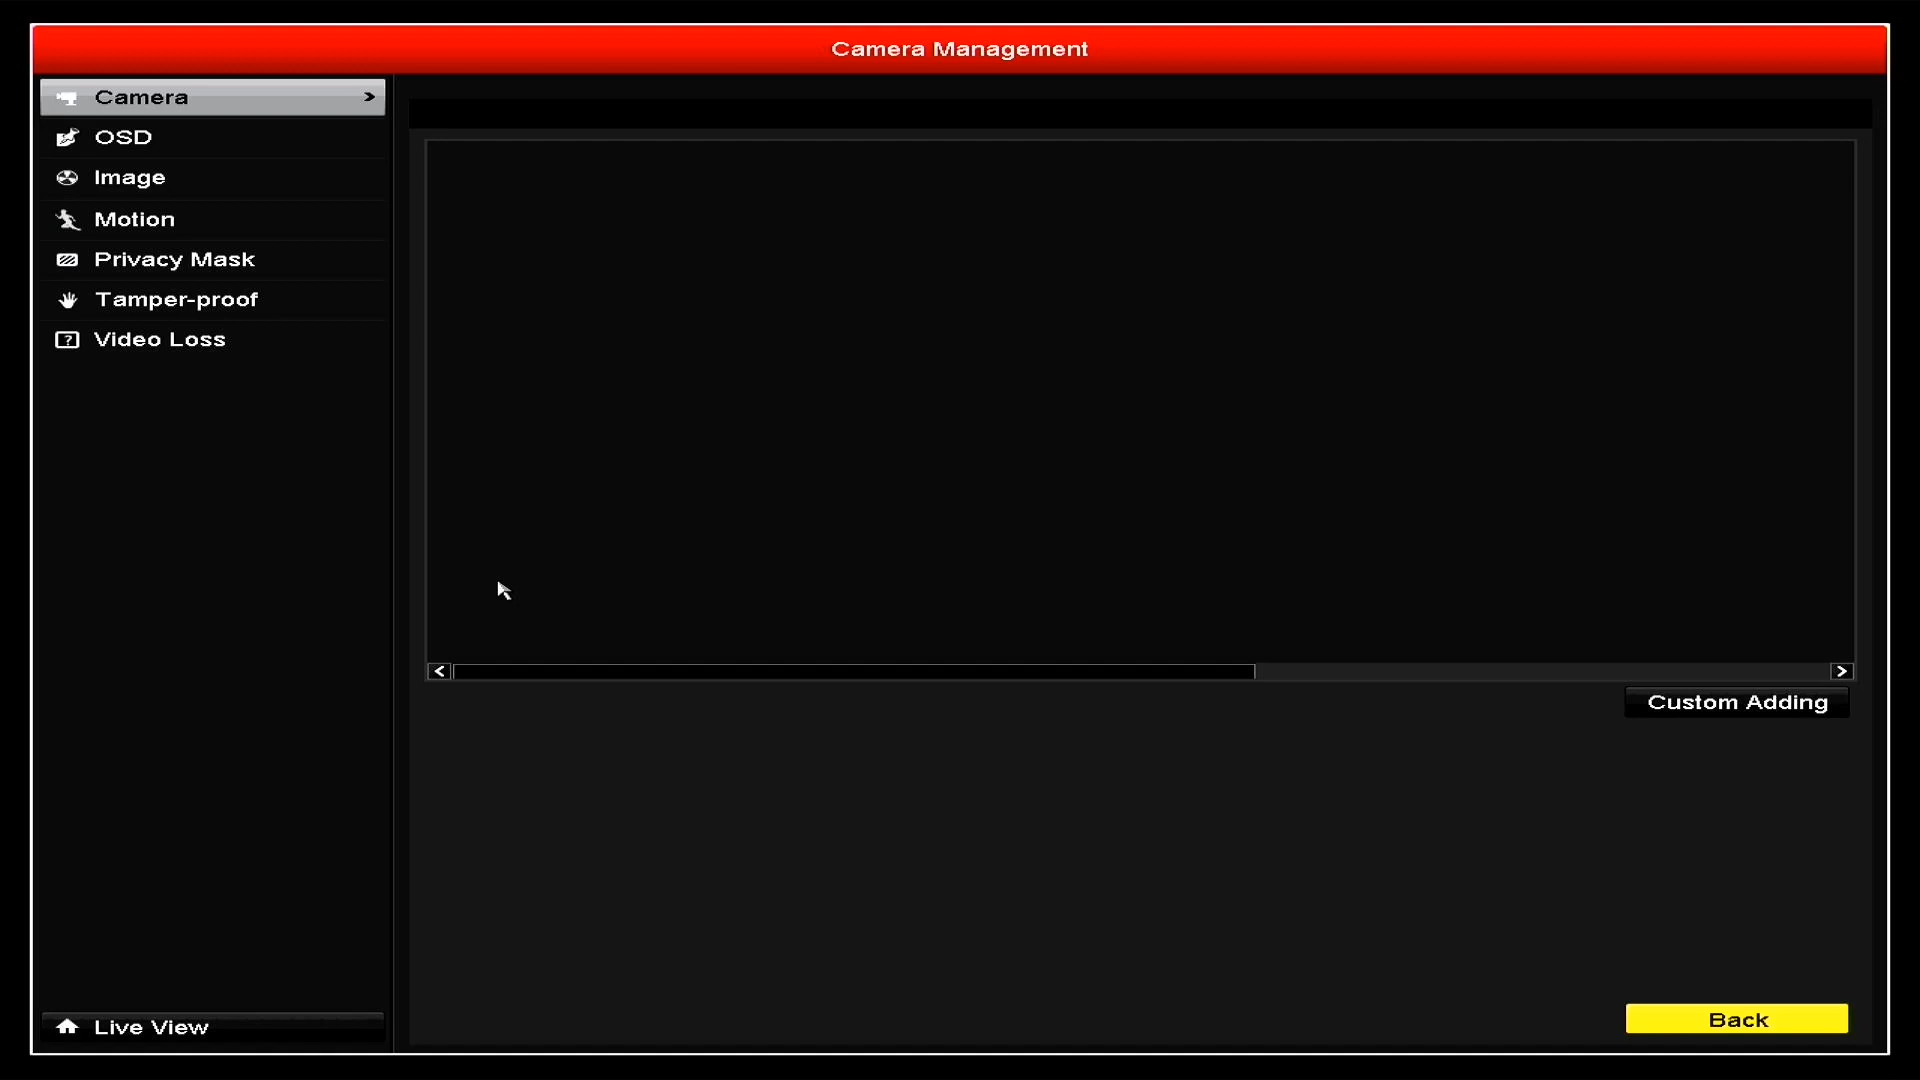 Camera Management
Camera
OSD
Image
Motion
Privacy Mask
Tamper-proof
Video Loss
Custom Adding
Live View
Back